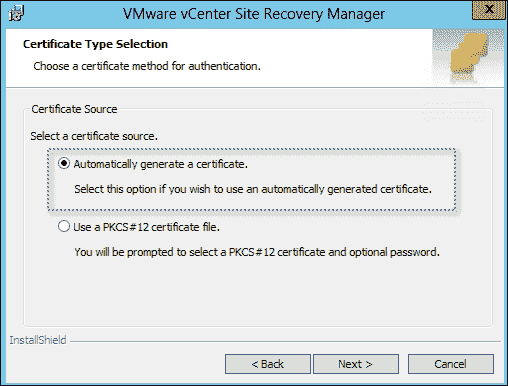 VMware vCenter Site Recovery Manager
X
Certificate Type Selection
Choose a certificate method for authentication.
Certificate Source
Select a certificate source.
Automatically generate a certificate.
Select this option if you wish to use an automatically generated certificate.
Use a PKCS#12 certificate file.
You will be prompted to select a PKCS#12 certificate and optional password.
InstallShield
< Back
Next >
Cancel